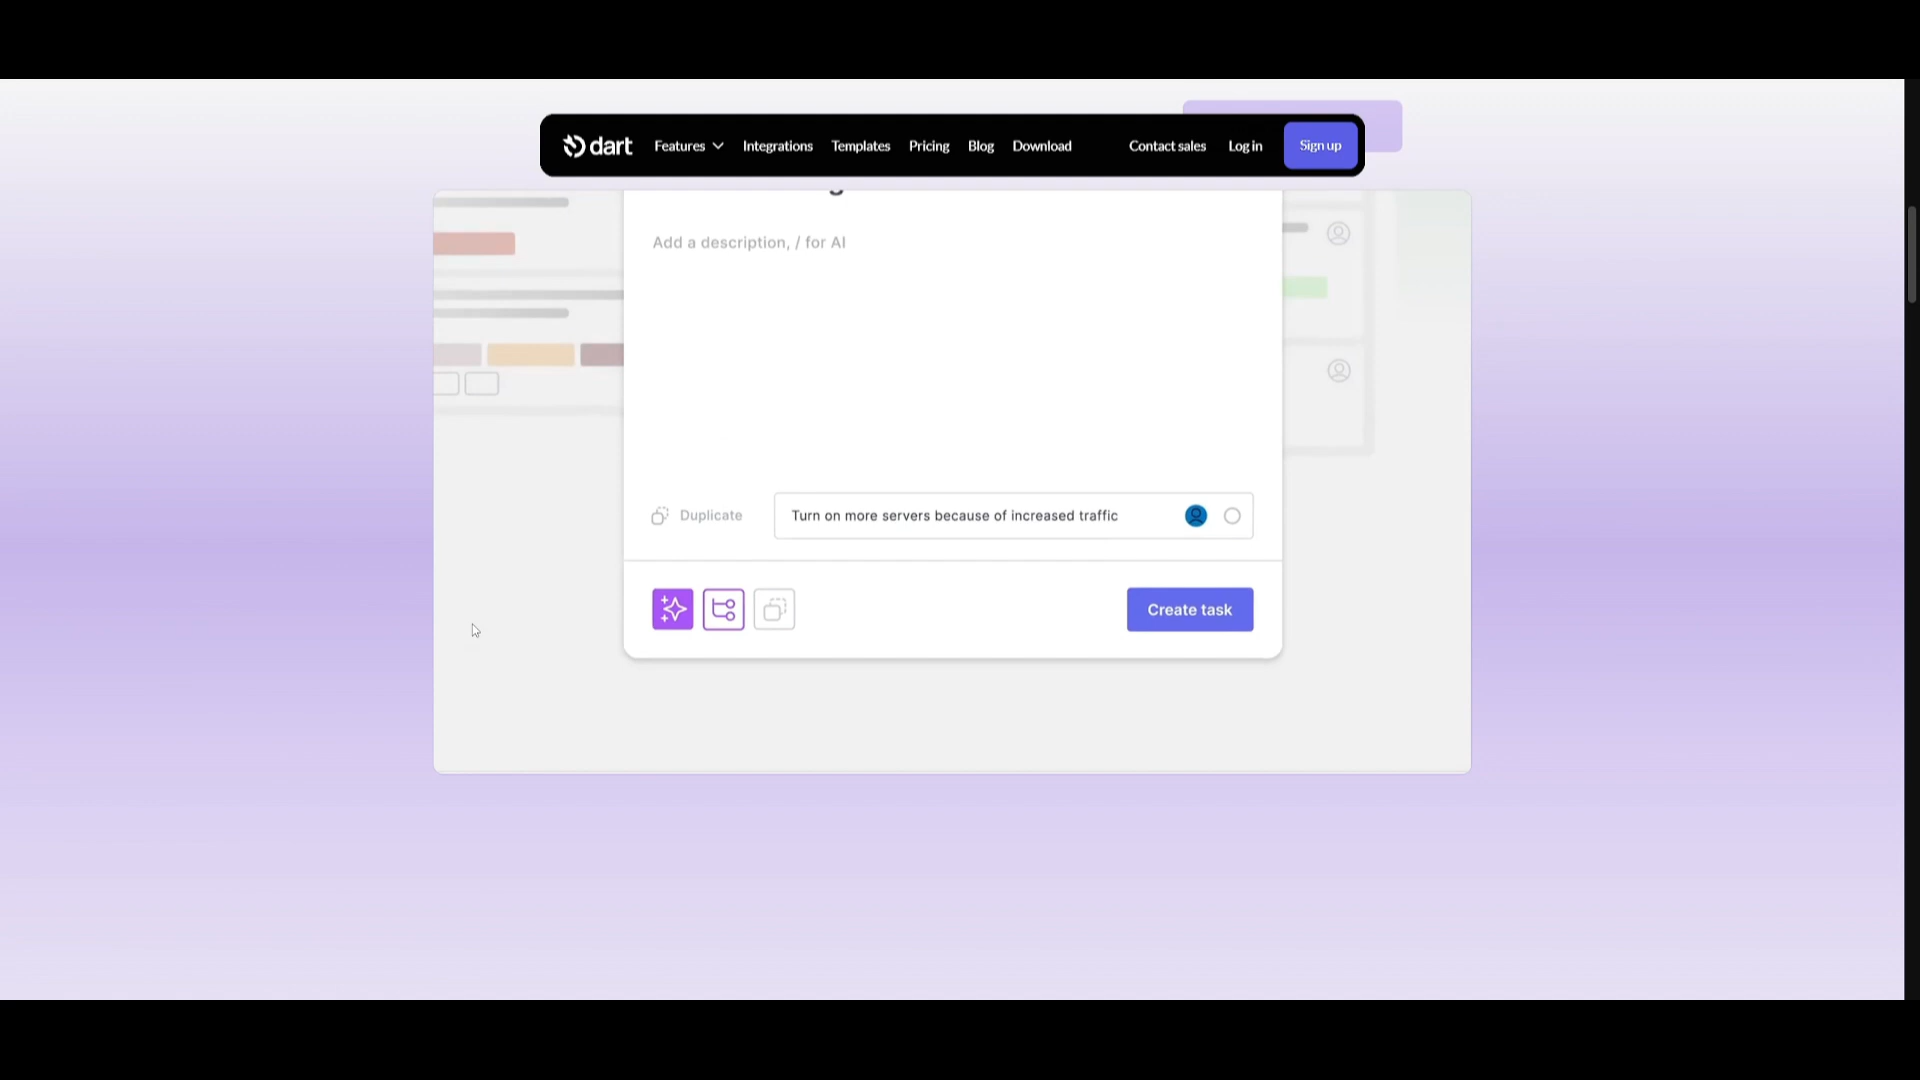 dart Features Integrations Templates Pricing Blog Download Contact sales Log in Sign up
Add a description, / for AI
Duplicate Turn on more servers because of increased traffic
Create task